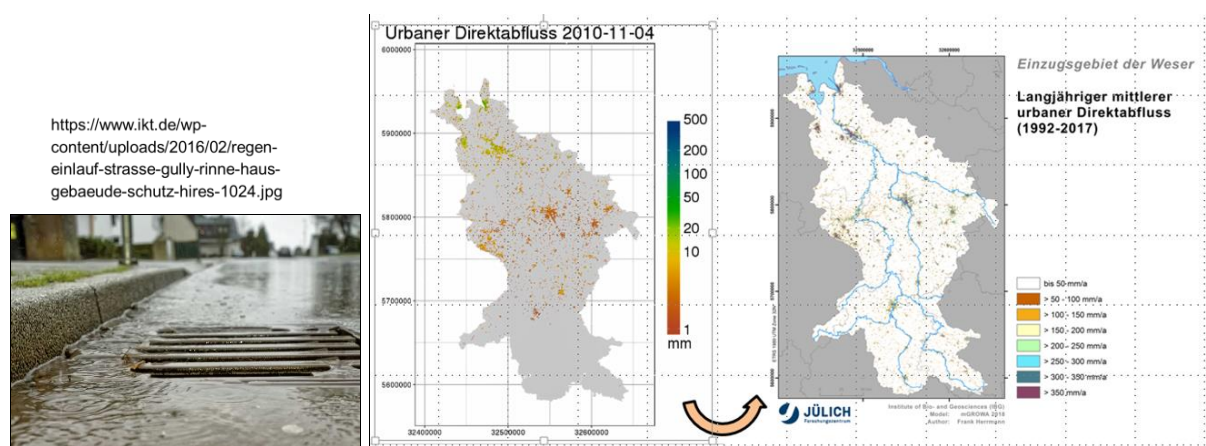 https://www.ikt.de/wp-
content/uploads/2016/02/regen-
einlauf-strasse-gully-rinne-haus-
gebaeude-schutz-hires-1024.jpg
Urbaner Direktabfluss 2010-11-04
6000000
5900000
5800000
5700000
5600000
32400000
32500000
32600000
500
200
100
50
20
10
1
mm
Einzugsgebiet der Weser
Langjähriger mittlerer
urbaner Direktabfluss
(1992-2017)
bis 50 mm/a
> 50 - 100 mm/a
> 100 - 150 mm/a
> 150 - 200 mm/a
> 200 - 250 mm/a
> 250 - 300 mm/a
> 300 - 350 mm/a
> 350 mm/a
JÜLICH
Forschungszentrum
Institute of Bio- and Geosciences (IBG)
Model: mGROWA 2018
Author: Frank Herrmann